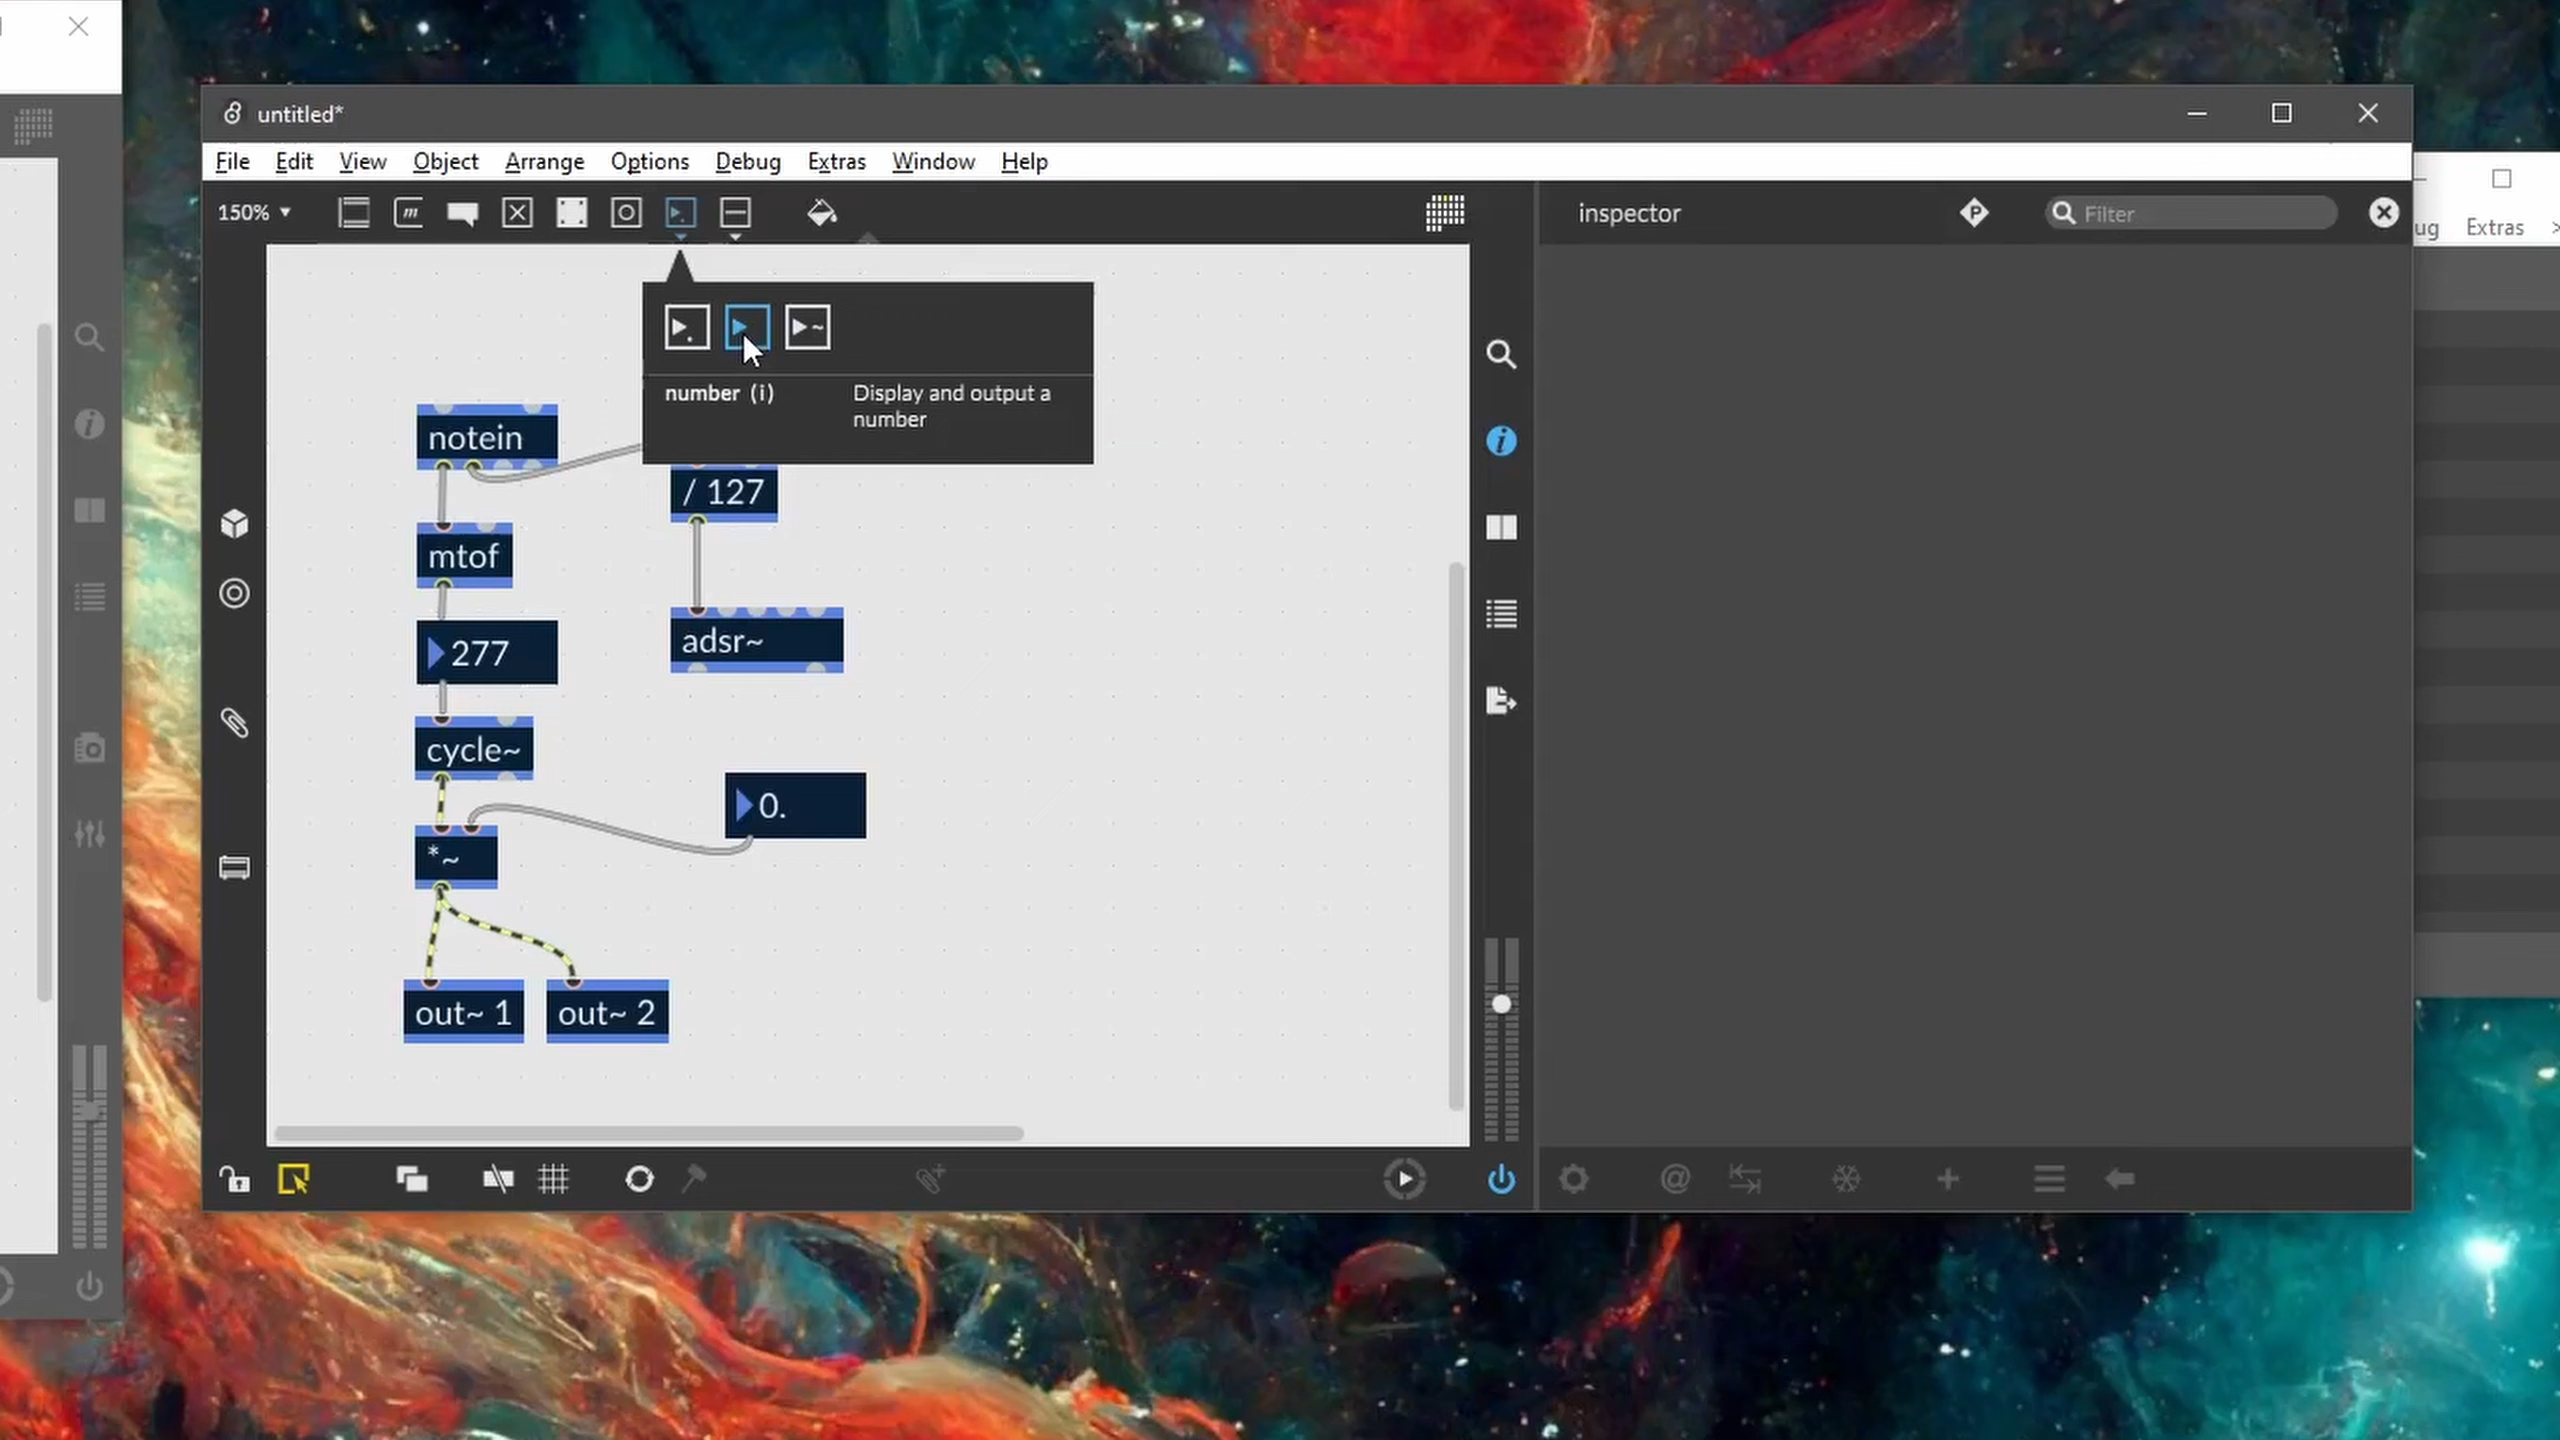 untitled*
File Edit View Object Arrange Options Debug Extras Window Help
150%
inspector
Filter
ug Extras
number (i) Display and output a
number
notein
/ 127
mtof
adsr~
277
cycle~
0.
*~
out~ 1 out~ 2